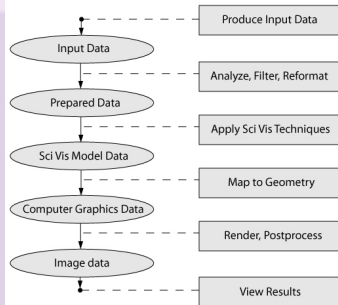 Produce Input Data
Input Data
Analyze, Filter, Reformat
Prepared Data
Apply Sci Vis Techniques
Sci Vis Model Data
Map to Geometry
Computer Graphics Data
Render, Postprocess
Image data
View Results